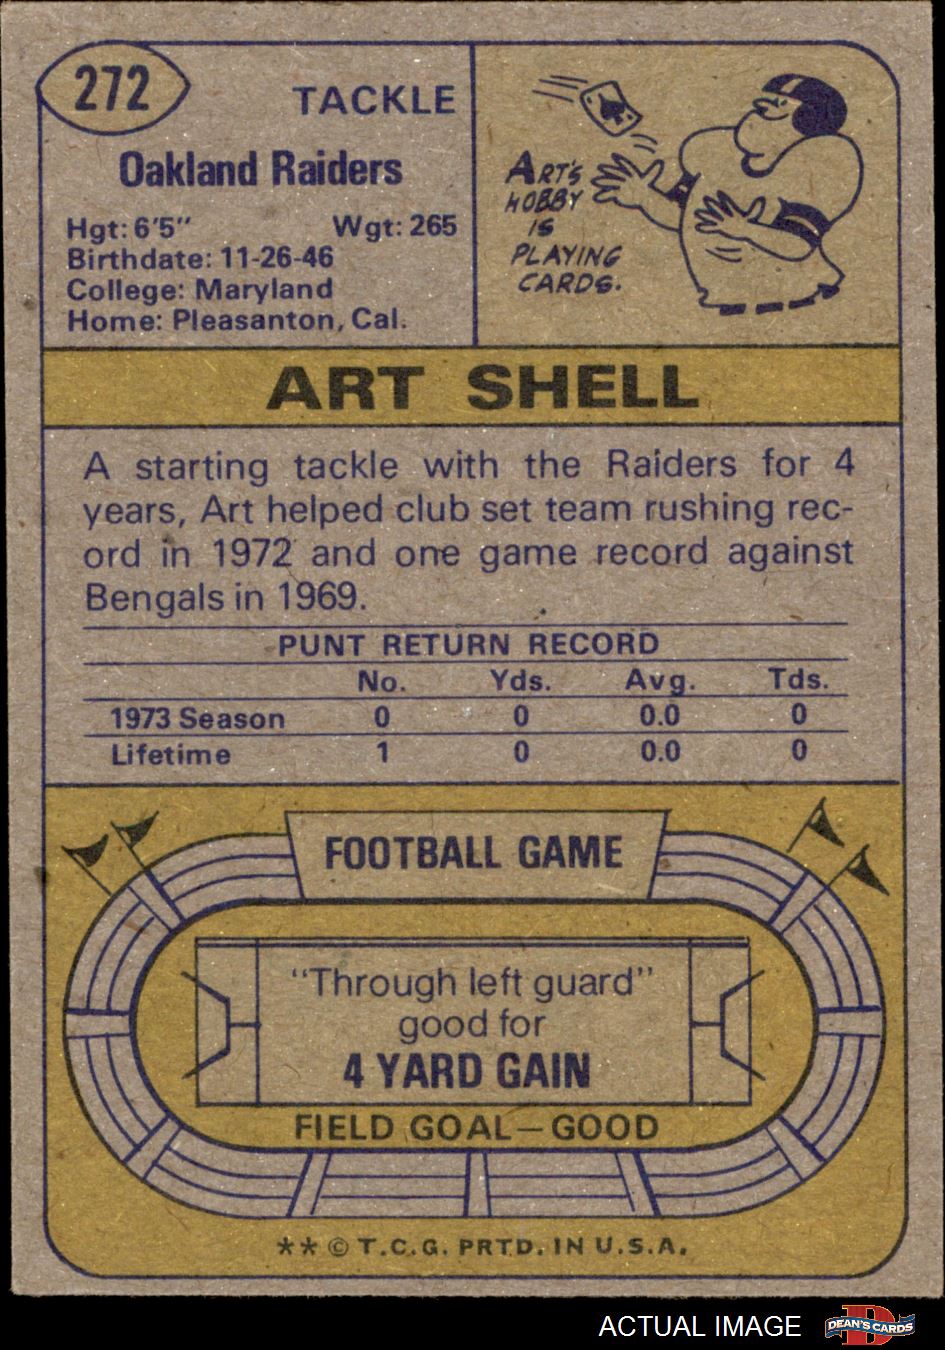 272
TACKLE
Oakland Raiders
Hgt: 6'5" Wgt: 265
Birthdate: 11-26-46
College: Maryland
Home: Pleasanton, Cal.
ART'S
HOBBY
IS
PLAYING
CARDS.
ART SHELL
A starting tackle with the Raiders for 4
years, Art helped club set team rushing rec-
ord in 1972 and one game record against
Bengals in 1969.
PUNT RETURN RECORD
No. Yds. Avg. Tds.
1973 Season 0 0 0.0 0
Lifetime 1 0 0.0 0
FOOTBALL GAME
"Through left guard"
good for
4 YARD GAIN
FIELD GOAL—GOOD
** © T.C.G. PRTD. IN U.S.A.
ACTUAL IMAGE
D
DEAN'S CARDS